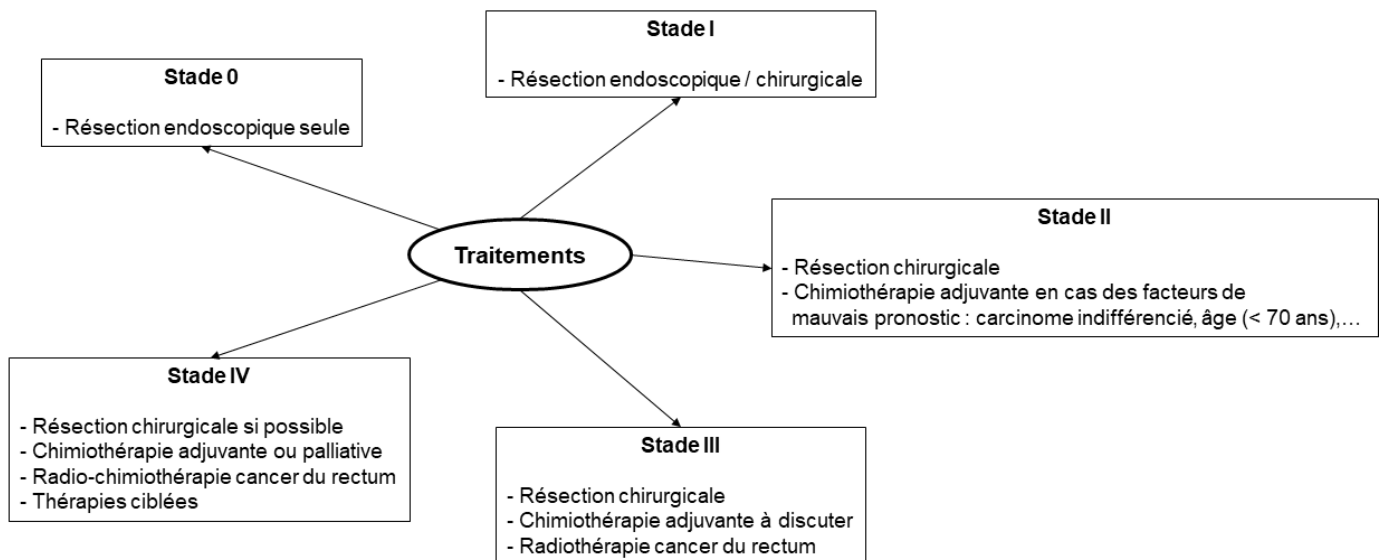 Stade 0
- Résection endoscopique seule
Stade I
- Résection endoscopique / chirurgicale
Traitements
Stade II
- Résection chirurgicale
- Chimiothérapie adjuvante en cas des facteurs de
mauvais pronostic : carcinome indifférencié, âge (< 70 ans),…
Stade IV
- Résection chirurgicale si possible
- Chimiothérapie adjuvante ou palliative
- Radio-chimiothérapie cancer du rectum
- Thérapies ciblées
Stade III
- Résection chirurgicale
- Chimiothérapie adjuvante à discuter
- Radiothérapie cancer du rectum